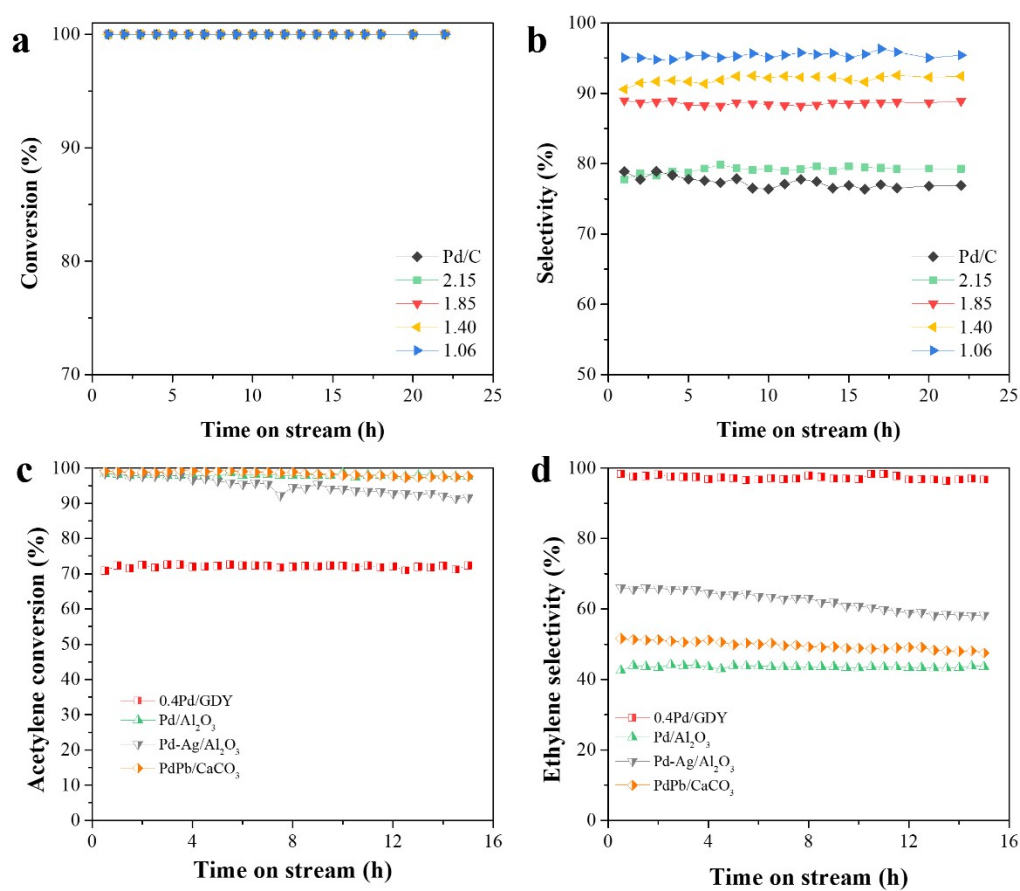 a
100
90
80
70
Conversion (%)
Pd/C
2.15
1.85
1.40
1.06
0 5 10 15 20 25
Time on stream (h)
b
100
95
90
85
80
75
70
50
Selectivity (%)
Pd/C
2.15
1.85
1.40
1.06
0 5 10 15 20 25
Time on stream (h)
c
100
90
80
70
60
50
40
30
20
10
0
Acetylene conversion (%)
0.4Pd/GDY
Pd/Al₂O₃
Pd-Ag/Al₂O₃
PdPb/CaCO₃
0 4 8 12 16
Time on stream (h)
d
100
80
60
40
20
0
Ethylene selectivity (%)
0.4Pd/GDY
Pd/Al₂O₃
Pd-Ag/Al₂O₃
PdPb/CaCO₃
0 4 8 12 16
Time on stream (h)